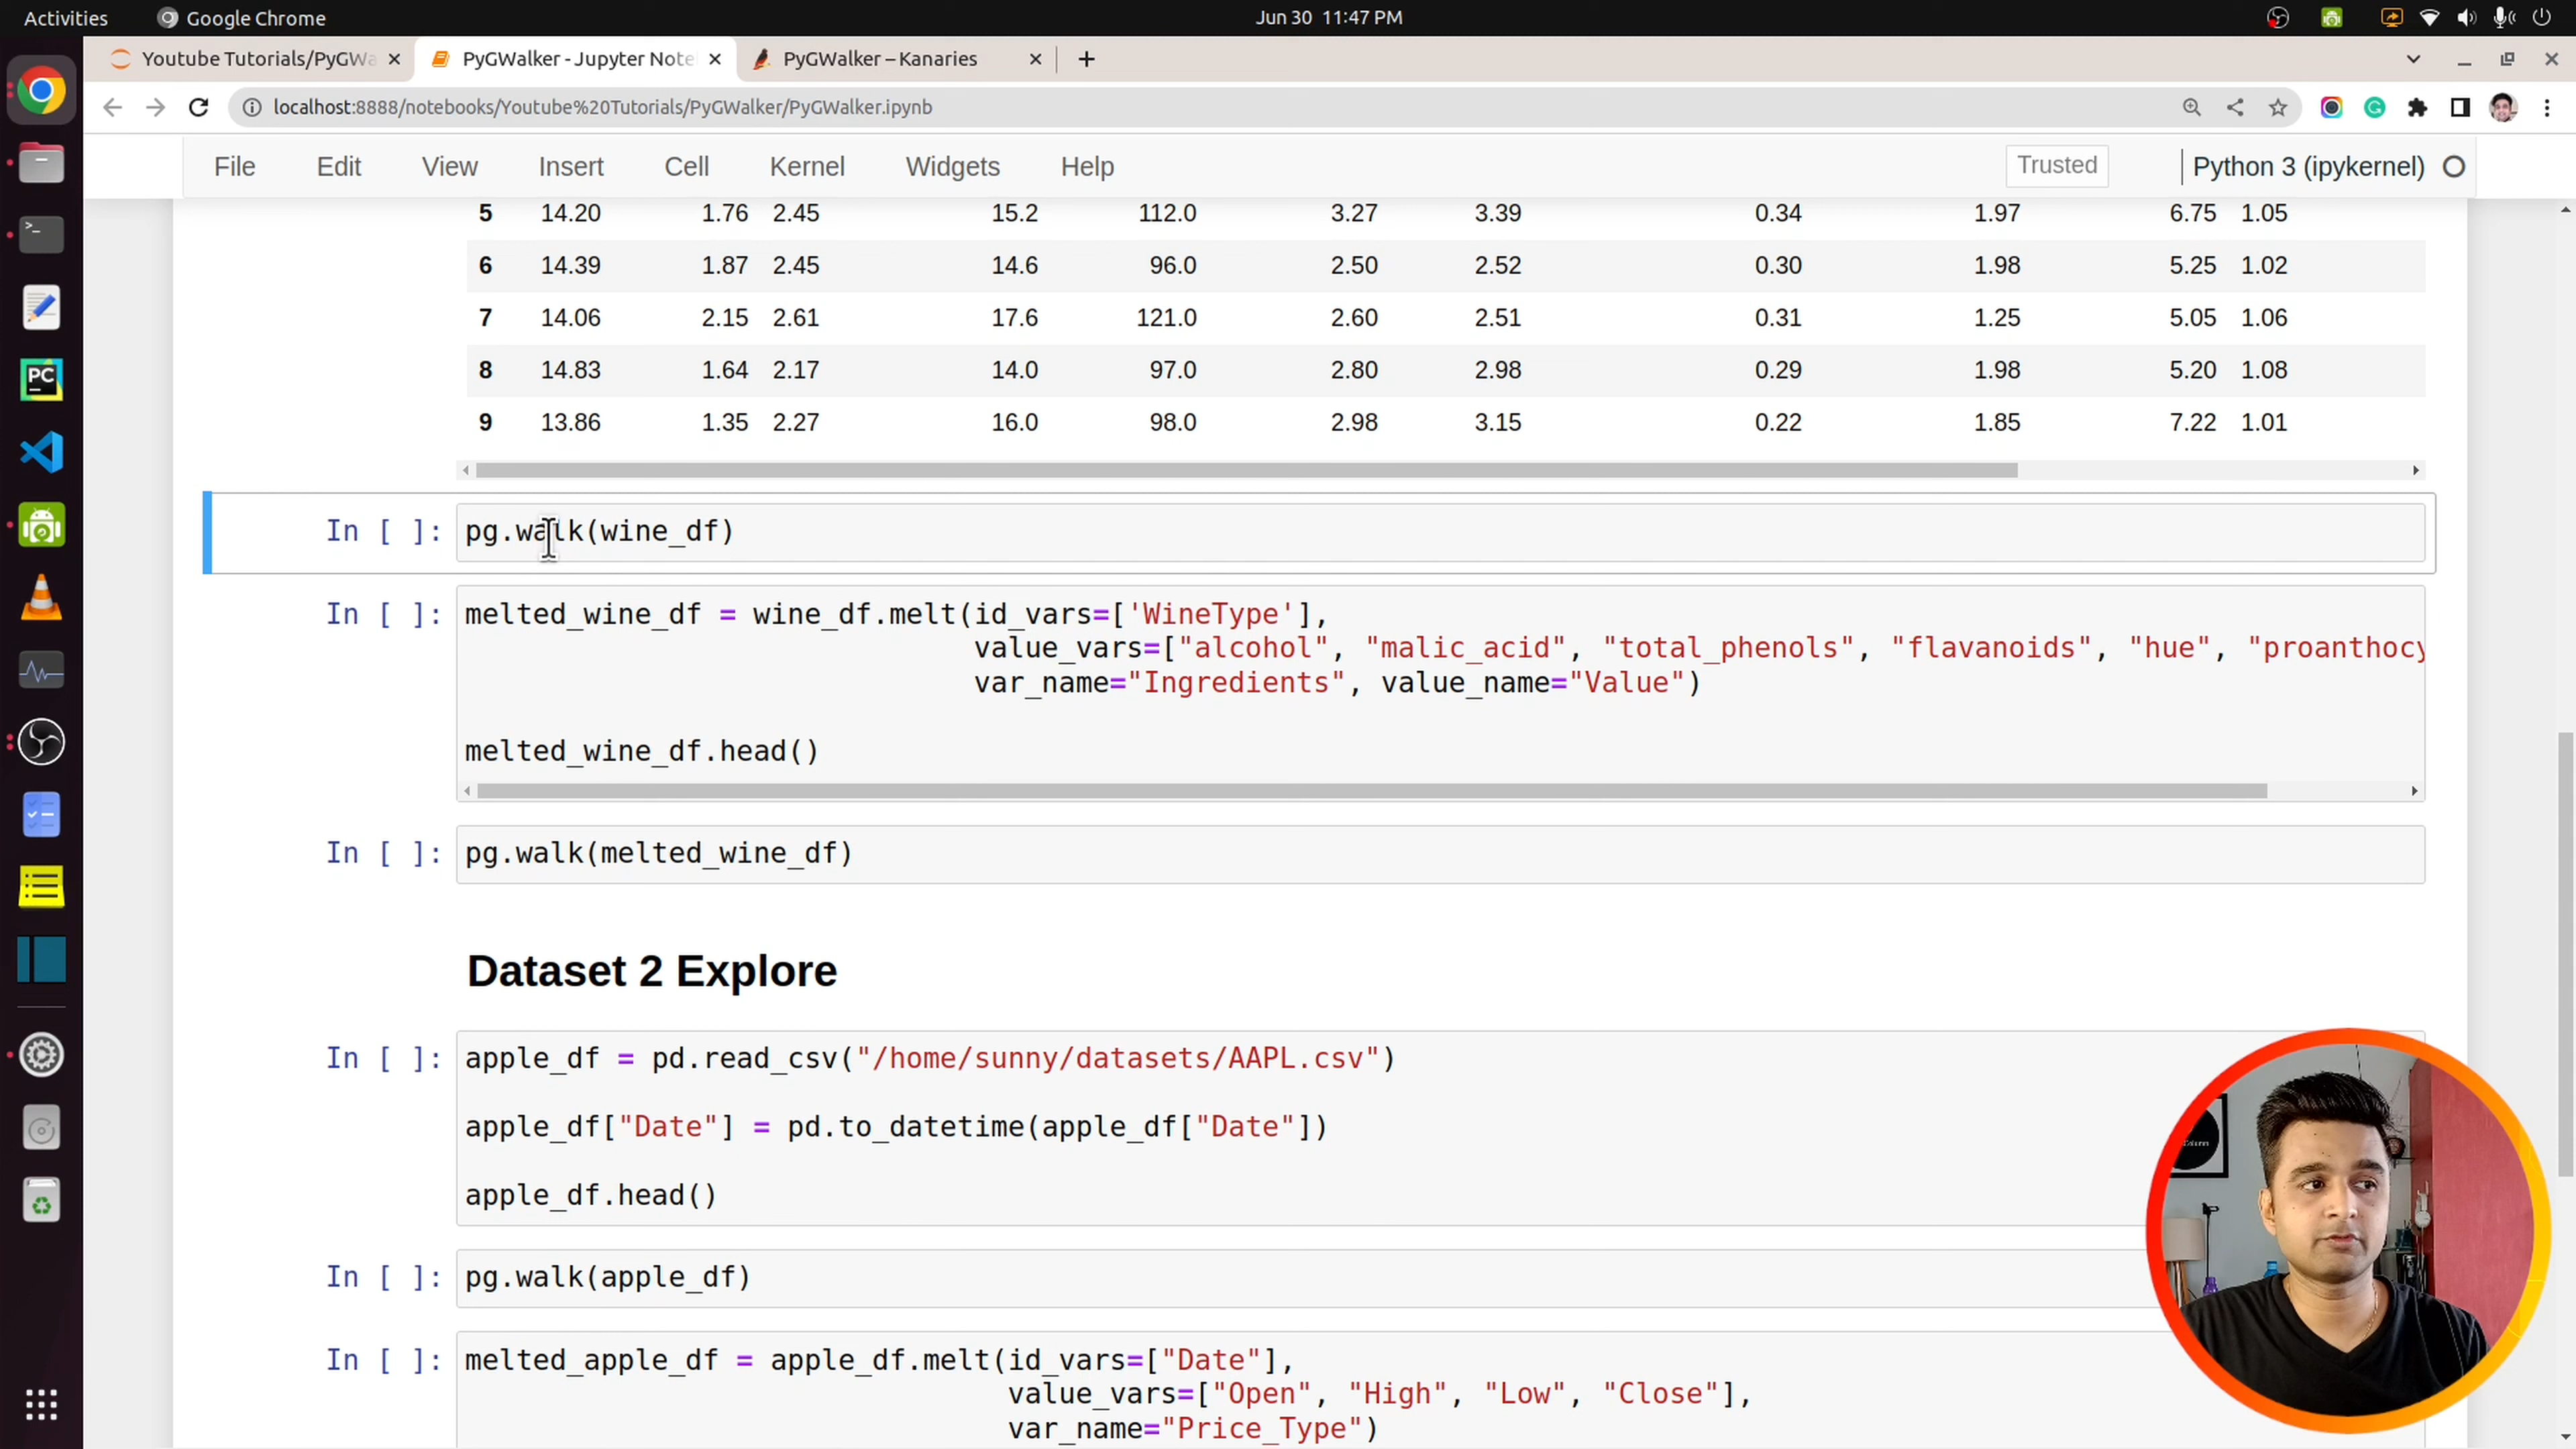 Activities Google Chrome Jun 30 11:47 PM
Youtube Tutorials/PyGWa PyGWalker - Jupyter Note PyGWalker – Kanaries
localhost:8888/notebooks/Youtube%20Tutorials/PyGWalker/PyGWalker.ipynb
File Edit View Insert Cell Kernel Widgets Help Trusted Python 3 (ipykernel)
5 14.20 1.76 2.45 15.2 112.0 3.27 3.39 0.34 1.97 6.75 1.05
6 14.39 1.87 2.45 14.6 96.0 2.50 2.52 0.30 1.98 5.25 1.02
7 14.06 2.15 2.61 17.6 121.0 2.60 2.51 0.31 1.25 5.05 1.06
8 14.83 1.64 2.17 14.0 97.0 2.80 2.98 0.29 1.98 5.20 1.08
9 13.86 1.35 2.27 16.0 98.0 2.98 3.15 0.22 1.85 7.22 1.01
In [ ]: pg.walk(wine_df)
In [ ]: melted_wine_df = wine_df.melt(id_vars=['WineType'],
value_vars=["alcohol", "malic_acid", "total_phenols", "flavanoids", "hue", "proanthocy
var_name="Ingredients", value_name="Value")
melted_wine_df.head()
In [ ]: pg.walk(melted_wine_df)
Dataset 2 Explore
In [ ]: apple_df = pd.read_csv("/home/sunny/datasets/AAPL.csv")
apple_df["Date"] = pd.to_datetime(apple_df["Date"])
apple_df.head()
In [ ]: pg.walk(apple_df)
In [ ]: melted_apple_df = apple_df.melt(id_vars=["Date"],
value_vars=["Open", "High", "Low", "Close"],
var_name="Price_Type")
PC